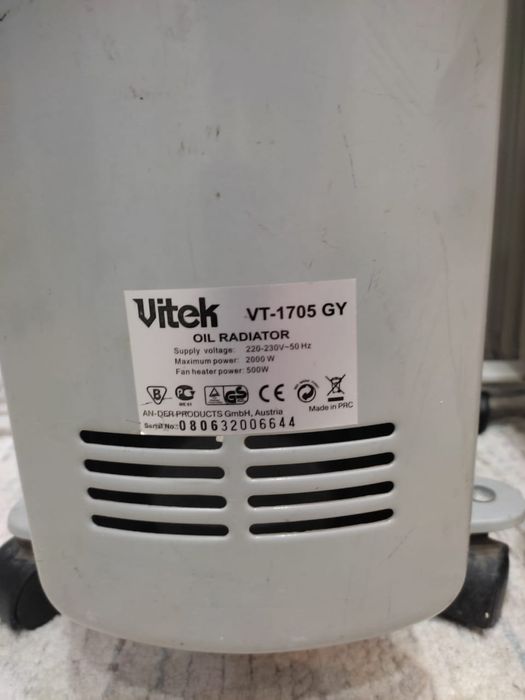 Vitek VT-1705 GY
OIL RADIATOR
Supply voltage: 220-230V~50 Hz
Maximum power: 2000 W
Fan heater power: 500W
Made in PRC
AN-DER PRODUCTS GmbH, Austria
Serial No: 080632006644